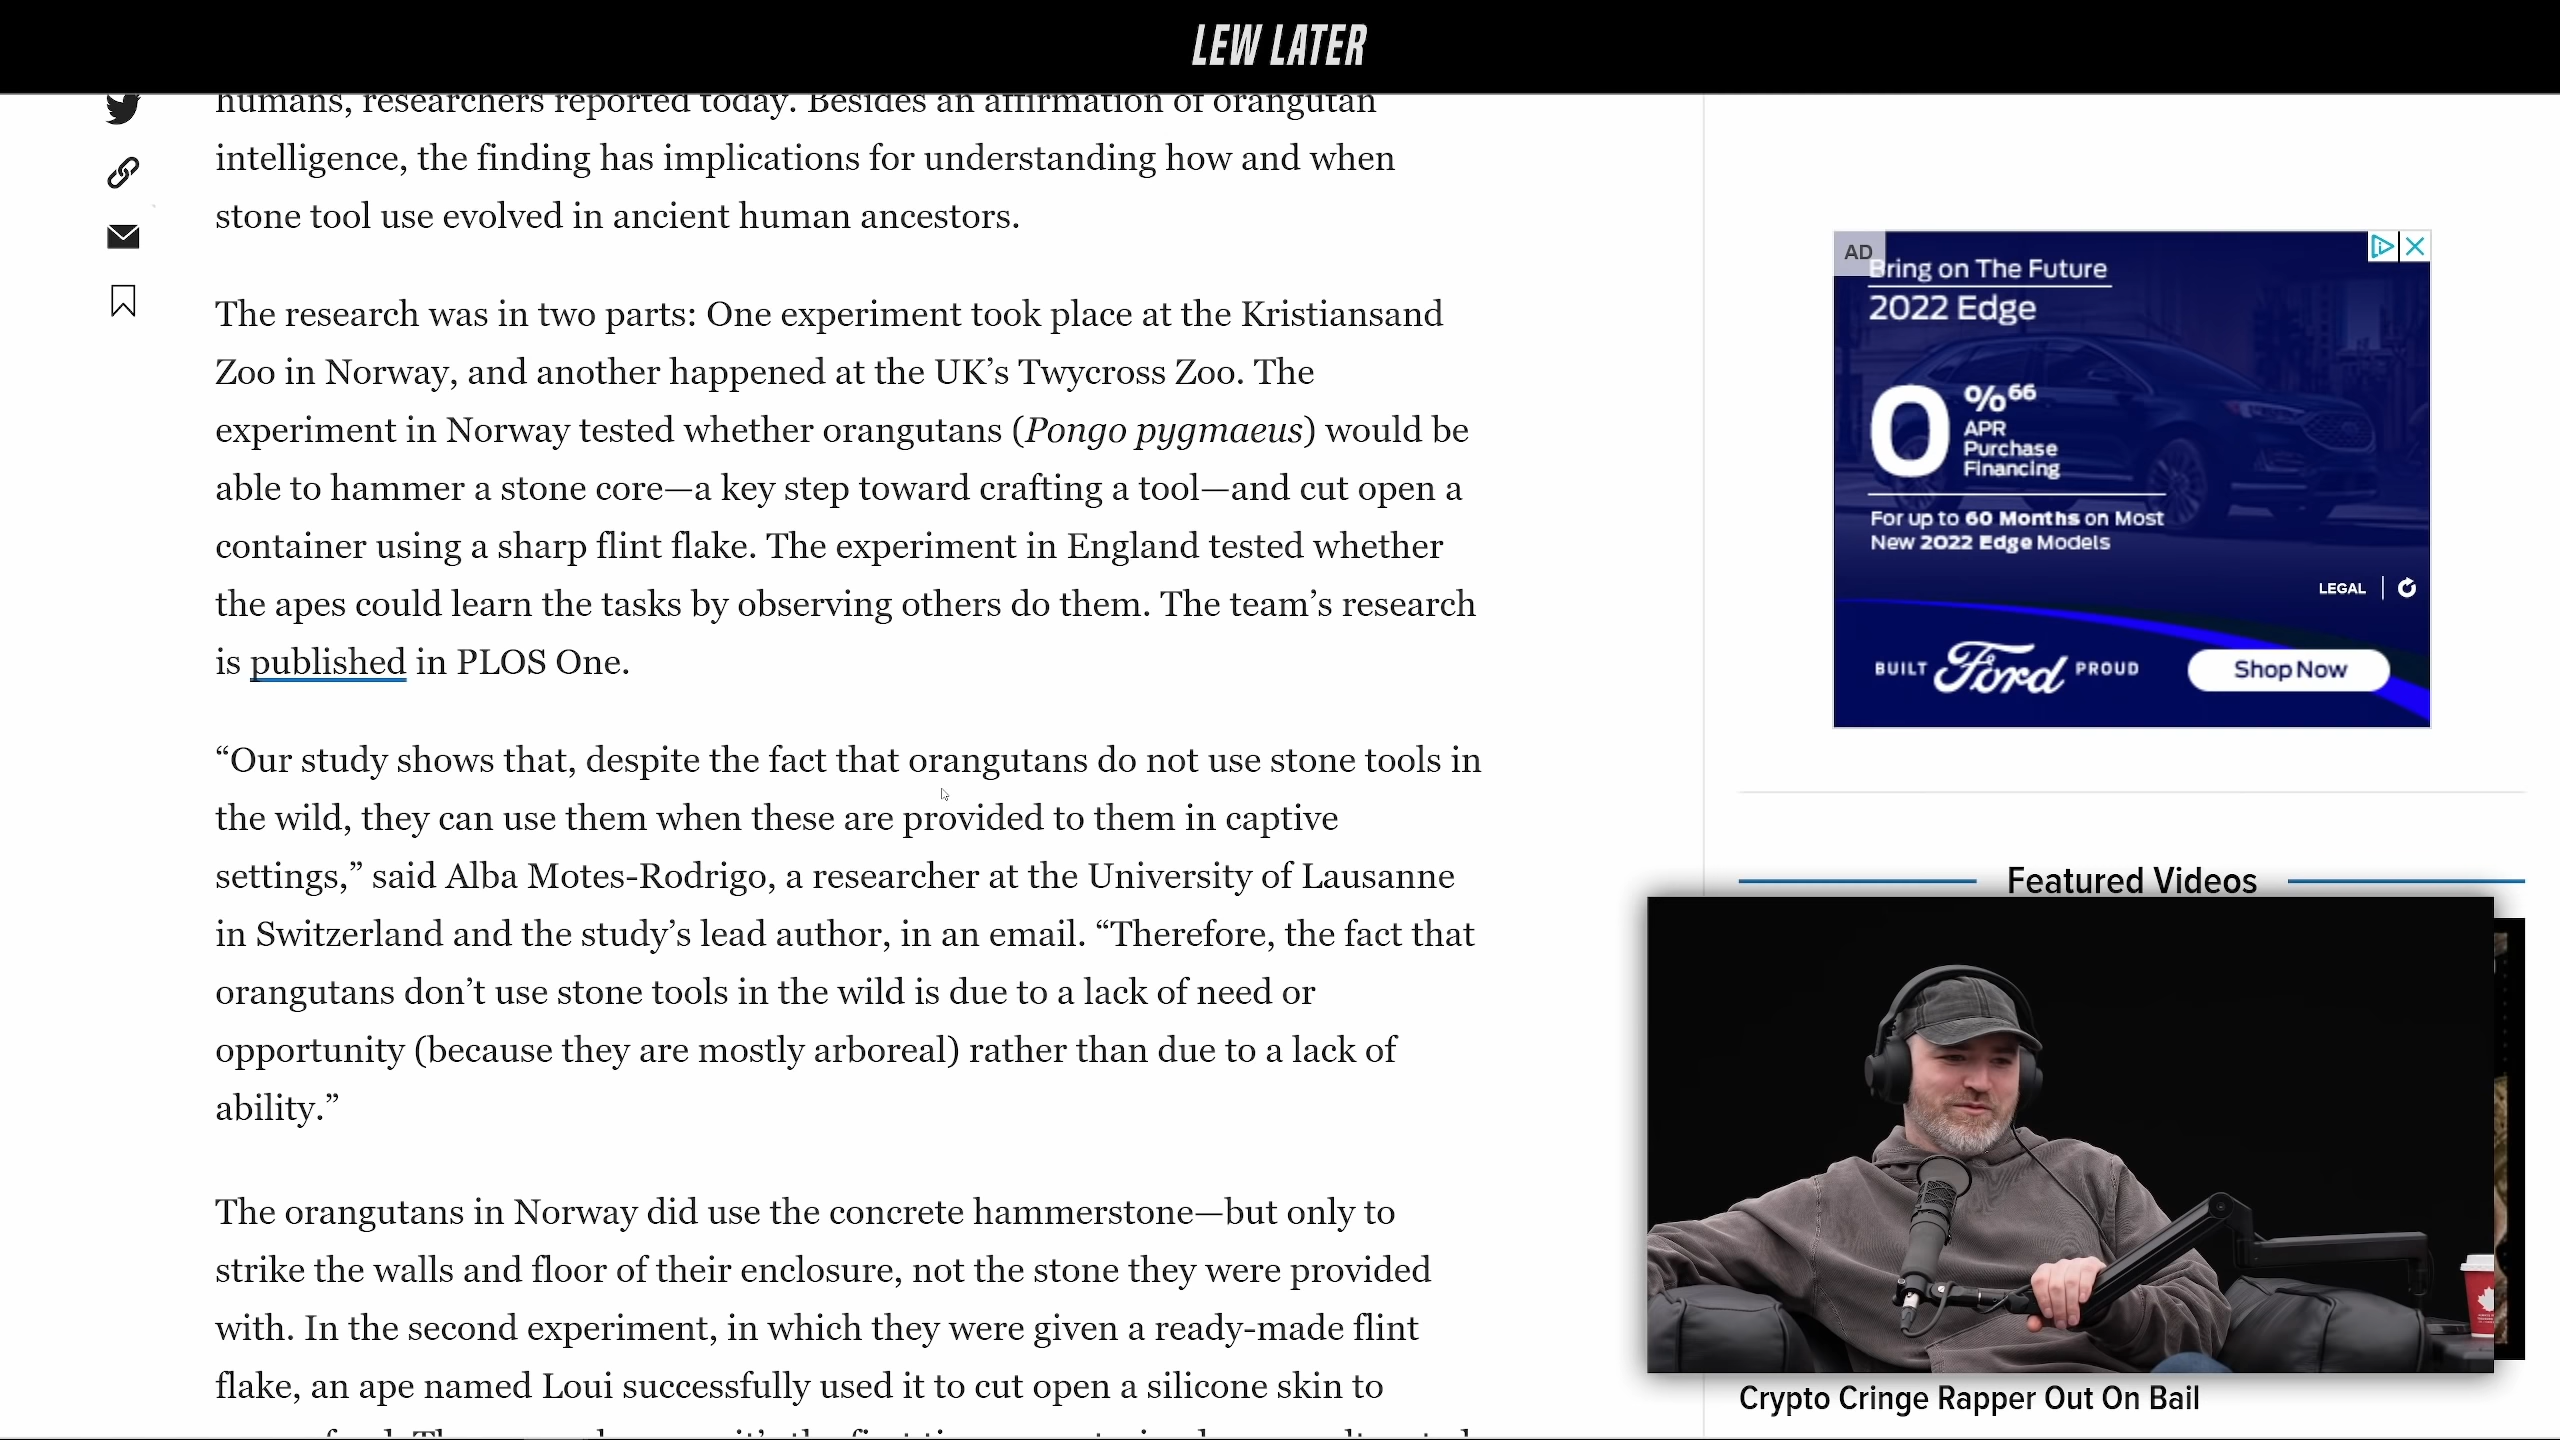 LEW LATER
humans, researchers reported today. Besides an affirmation of orangutan
intelligence, the finding has implications for understanding how and when
stone tool use evolved in ancient human ancestors.
The research was in two parts: One experiment took place at the Kristiansand
Zoo in Norway, and another happened at the UK’s Twycross Zoo. The
experiment in Norway tested whether orangutans (Pongo pygmaeus) would be
able to hammer a stone core—a key step toward crafting a tool—and cut open a
container using a sharp flint flake. The experiment in England tested whether
the apes could learn the tasks by observing others do them. The team’s research
is published in PLOS One.
“Our study shows that, despite the fact that orangutans do not use stone tools in
the wild, they can use them when these are provided to them in captive
settings,” said Alba Motes-Rodrigo, a researcher at the University of Lausanne
in Switzerland and the study’s lead author, in an email. “Therefore, the fact that
orangutans don’t use stone tools in the wild is due to a lack of need or
opportunity (because they are mostly arboreal) rather than due to a lack of
ability.”
The orangutans in Norway did use the concrete hammerstone—but only to
strike the walls and floor of their enclosure, not the stone they were provided
with. In the second experiment, in which they were given a ready-made flint
flake, an ape named Loui successfully used it to cut open a silicone skin to
AD
Bring on The Future
2022 Edge
0 %66
APR
Purchase
Financing
For up to 60 Months on Most
New 2022 Edge Models
LEGAL
BUILT Ford PROUD
Shop Now
Featured Videos
Crypto Cringe Rapper Out On Bail